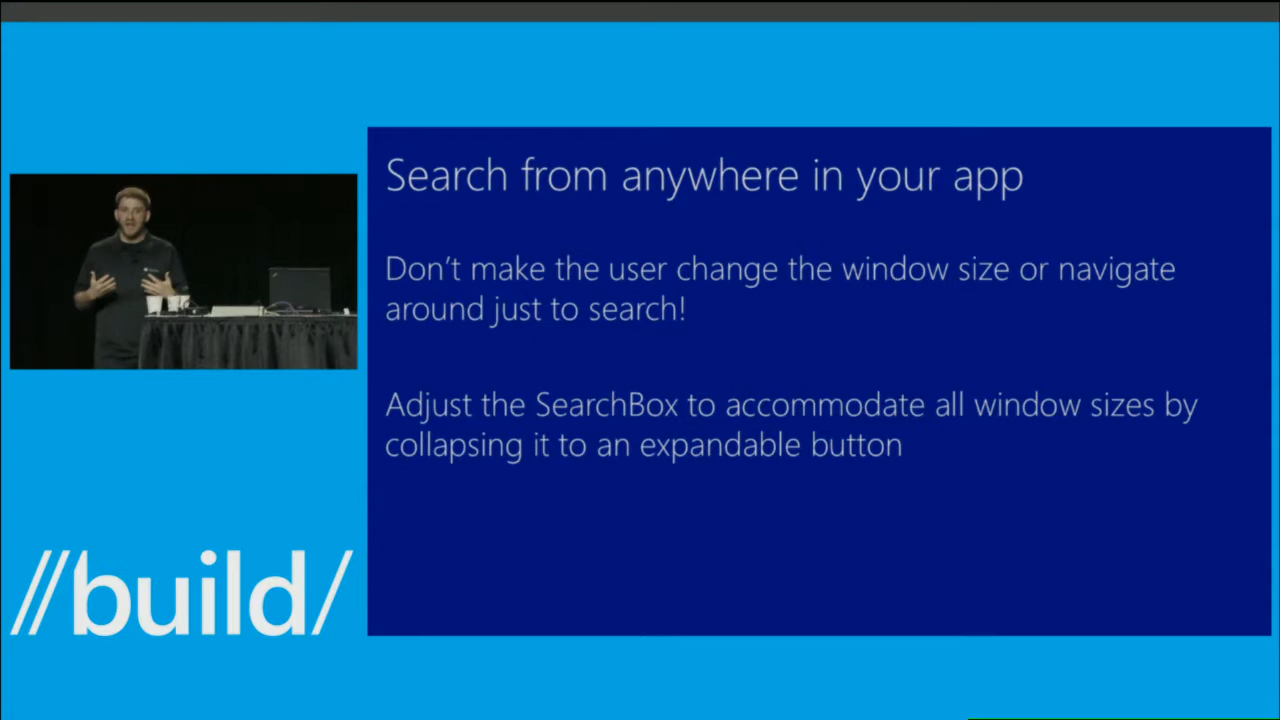 Search from anywhere in your app
Don't make the user change the window size or navigate
around just to search!
Adjust the SearchBox to accommodate all window sizes by
collapsing it to an expandable button
//build/